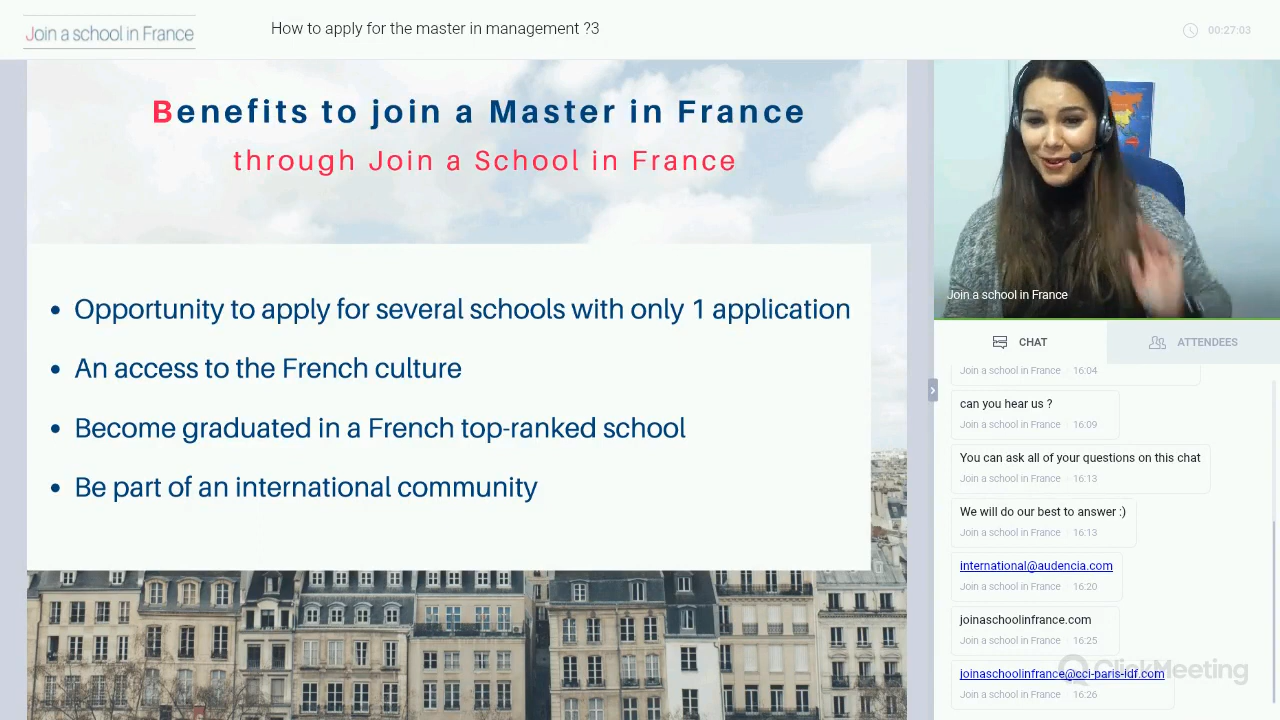 Join a school in France
How to apply for the master in management ?3
00:27:03
Benefits to join a Master in France
through Join a School in France
• Opportunity to apply for several schools with only 1 application
• An access to the French culture
• Become graduated in a French top-ranked school
• Be part of an international community
Join a school in France
CHAT
ATTENDEES
Join a school in France 16:04
can you hear us ?
Join a school in France 16:09
You can ask all of your questions on this chat
Join a school in France 16:13
We will do our best to answer :)
Join a school in France 16:13
international@audencia.com
Join a school in France 16:20
joinaschoolinfrance.com
Join a school in France 16:25
joinaschoolinfrance@cci-paris-idf.com
Join a school in France 16:26
ClickMeeting